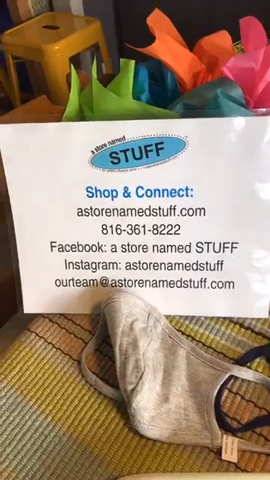 a store named
STUFF
Shop & Connect:
astorenamedstuff.com
816-361-8222
Facebook: a store named STUFF
Instagram: astorenamedstuff
ourteam@astorenamedstuff.com